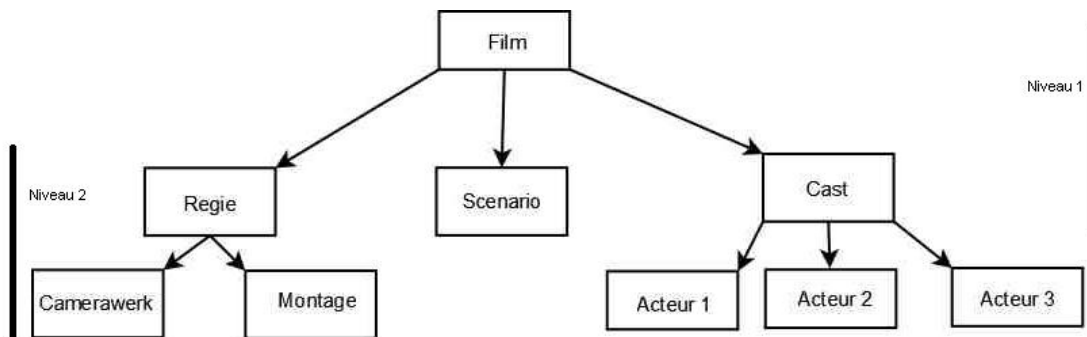 Film
Niveau 1
Niveau 2
Regie
Scenario
Cast
Camerawerk
Montage
Acteur 1
Acteur 2
Acteur 3